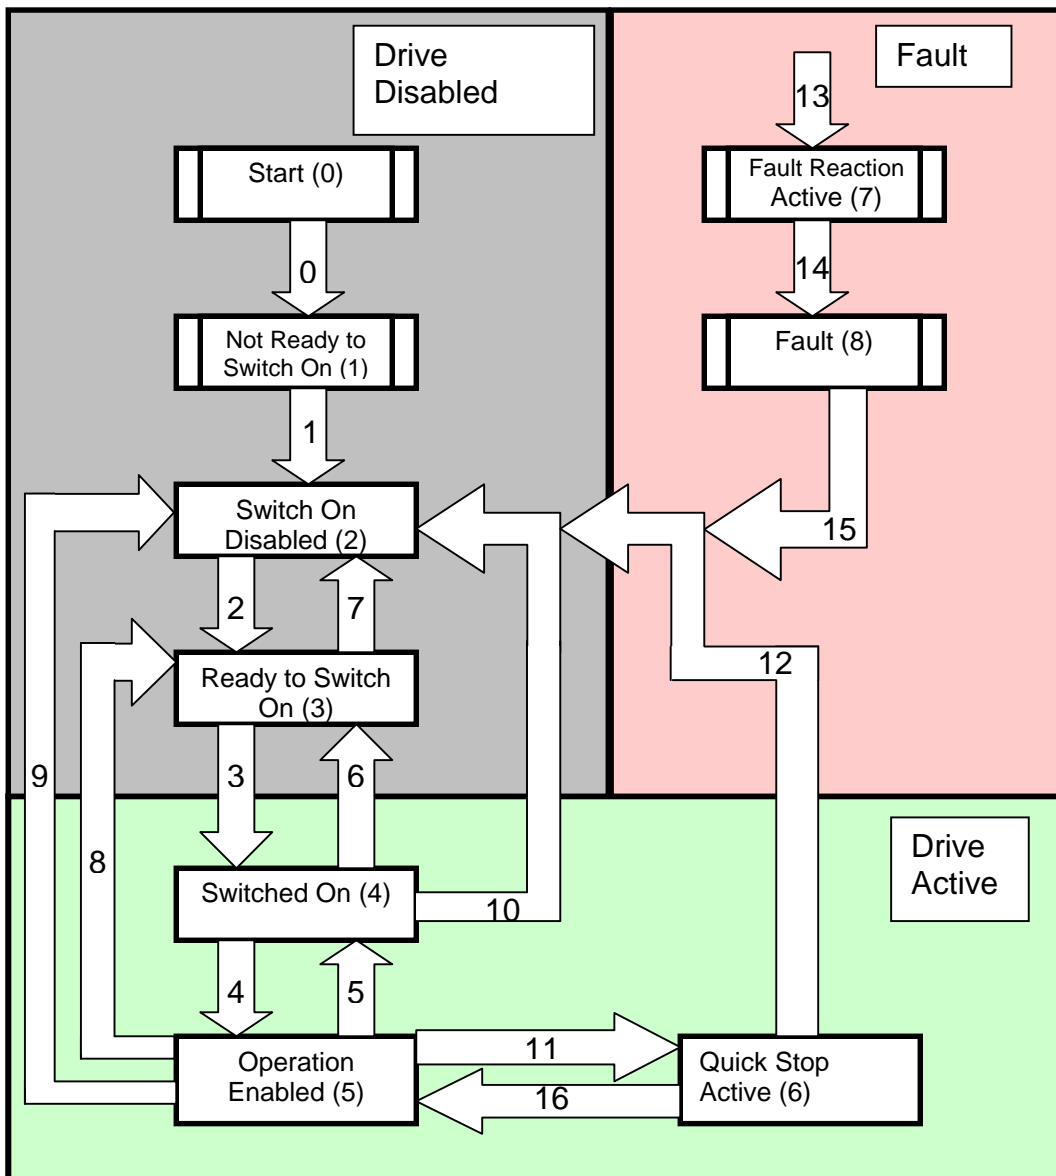 Drive
Disabled
Fault
13
Start (0)
Fault Reaction
Active (7)
0
14
Not Ready to
Switch On (1)
Fault (8)
1
Switch On
Disabled (2)
15
2
7
12
Ready to Switch
On (3)
9
3
6
8
Drive
Active
Switched On (4)
10
4
5
11
Operation
Enabled (5)
Quick Stop
Active (6)
16